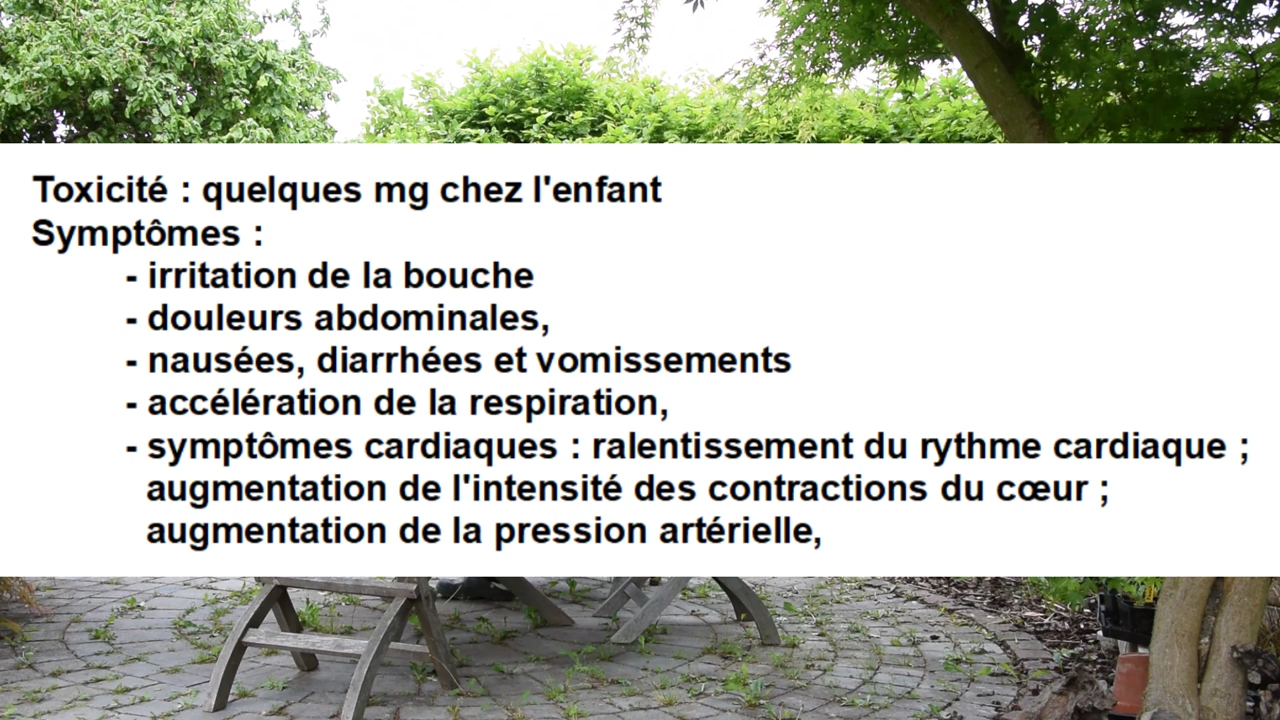 Toxicité : quelques mg chez l'enfant
Symptômes :
- irritation de la bouche
- douleurs abdominales,
- nausées, diarrhées et vomissements
- accélération de la respiration,
- symptômes cardiaques : ralentissement du rythme cardiaque ;
augmentation de l'intensité des contractions du cœur ;
augmentation de la pression artérielle,